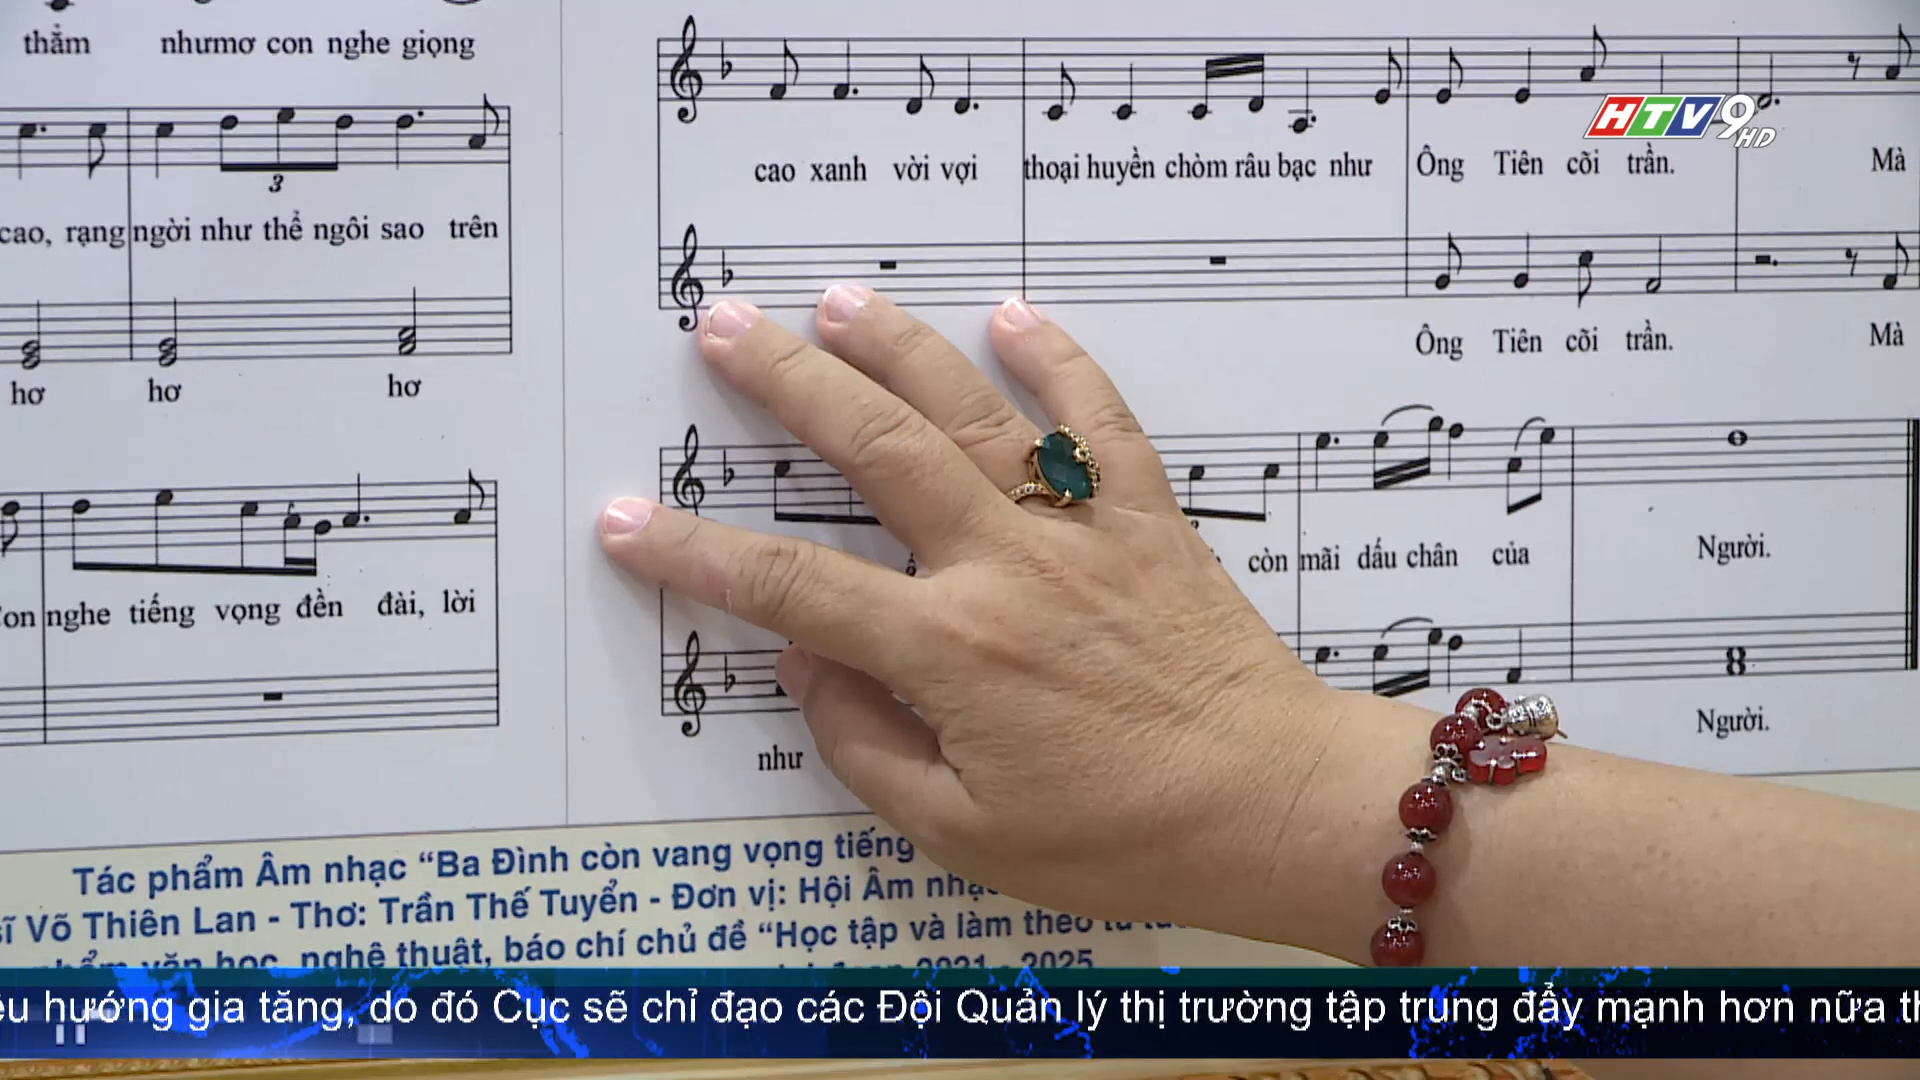 thẳm nhưmơ con nghe giọng
3
cao, rạng ngời như thể ngôi sao trên
hơ hơ hơ
nghe tiếng vọng đền đài, lời
cao xanh vời vợi thoại huyền chòm râu bạc như Ông Tiên cõi trần. Mà
Ông Tiên cõi trần. Mà
còn mãi dấu chân của Người.
như Người.
Tác phẩm Âm nhạc “Ba Đình còn vang vọng tiếng
sĩ Võ Thiên Lan - Thơ: Trần Thế Tuyển - Đơn vị: Hội Âm nhạc
phẩm văn học, nghệ thuật, báo chí chủ đề “Học tập và làm theo tư
2021 - 2025
HTV9 HD
hướng gia tăng, do đó Cục sẽ chỉ đạo các Đội Quản lý thị trường tập trung đẩy mạnh hơn nữa